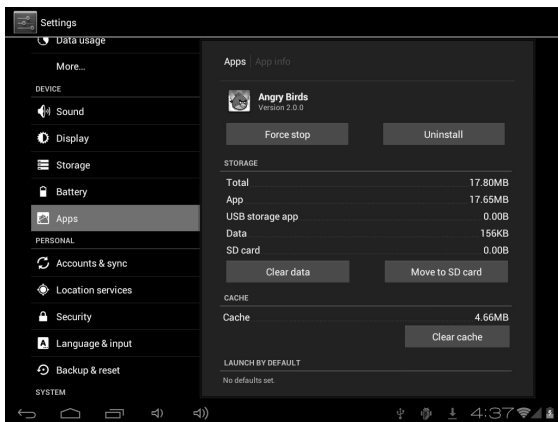 Settings
Data usage
More...
DEVICE
Sound
Display
Storage
Battery
Apps
PERSONAL
Accounts & sync
Location services
Security
A Language & input
Backup & reset
SYSTEM
Apps App info
Angry Birds
Version 2.0.0
Force stop Uninstall
STORAGE
Total 17.80MB
App 17.65MB
USB storage app 0.00B
Data 156KB
SD card 0.00B
Clear data Move to SD card
CACHE
Cache 4.66MB
Clear cache
LAUNCH BY DEFAULT
No defaults set.
4:37